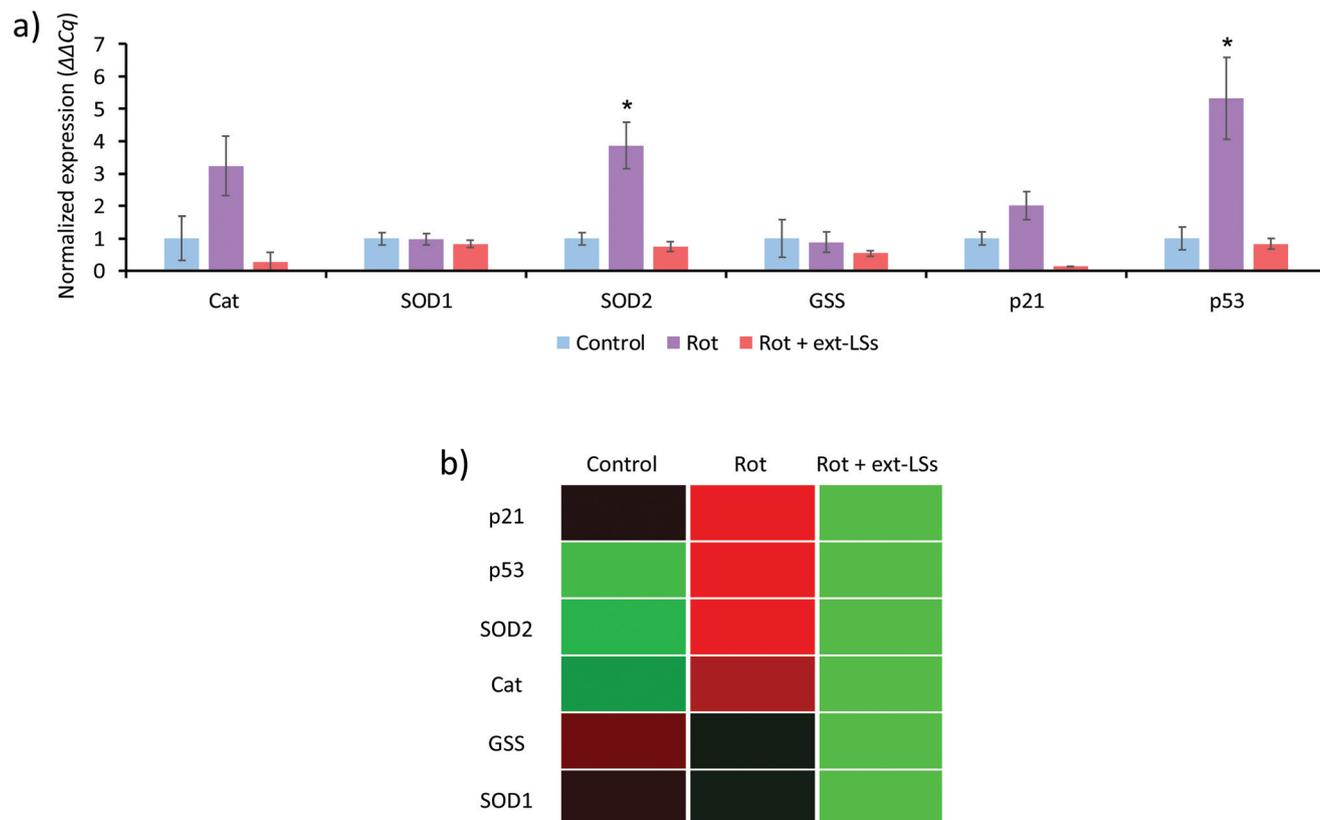 a)
Normalized expression (ΔΔCq)
7
6
5
4
3
2
1
0
*
*
Cat SOD1 SOD2 GSS p21 p53
Control Rot Rot + ext-LSs
b)
Control Rot Rot + ext-LSs
p21
p53
SOD2
Cat
GSS
SOD1